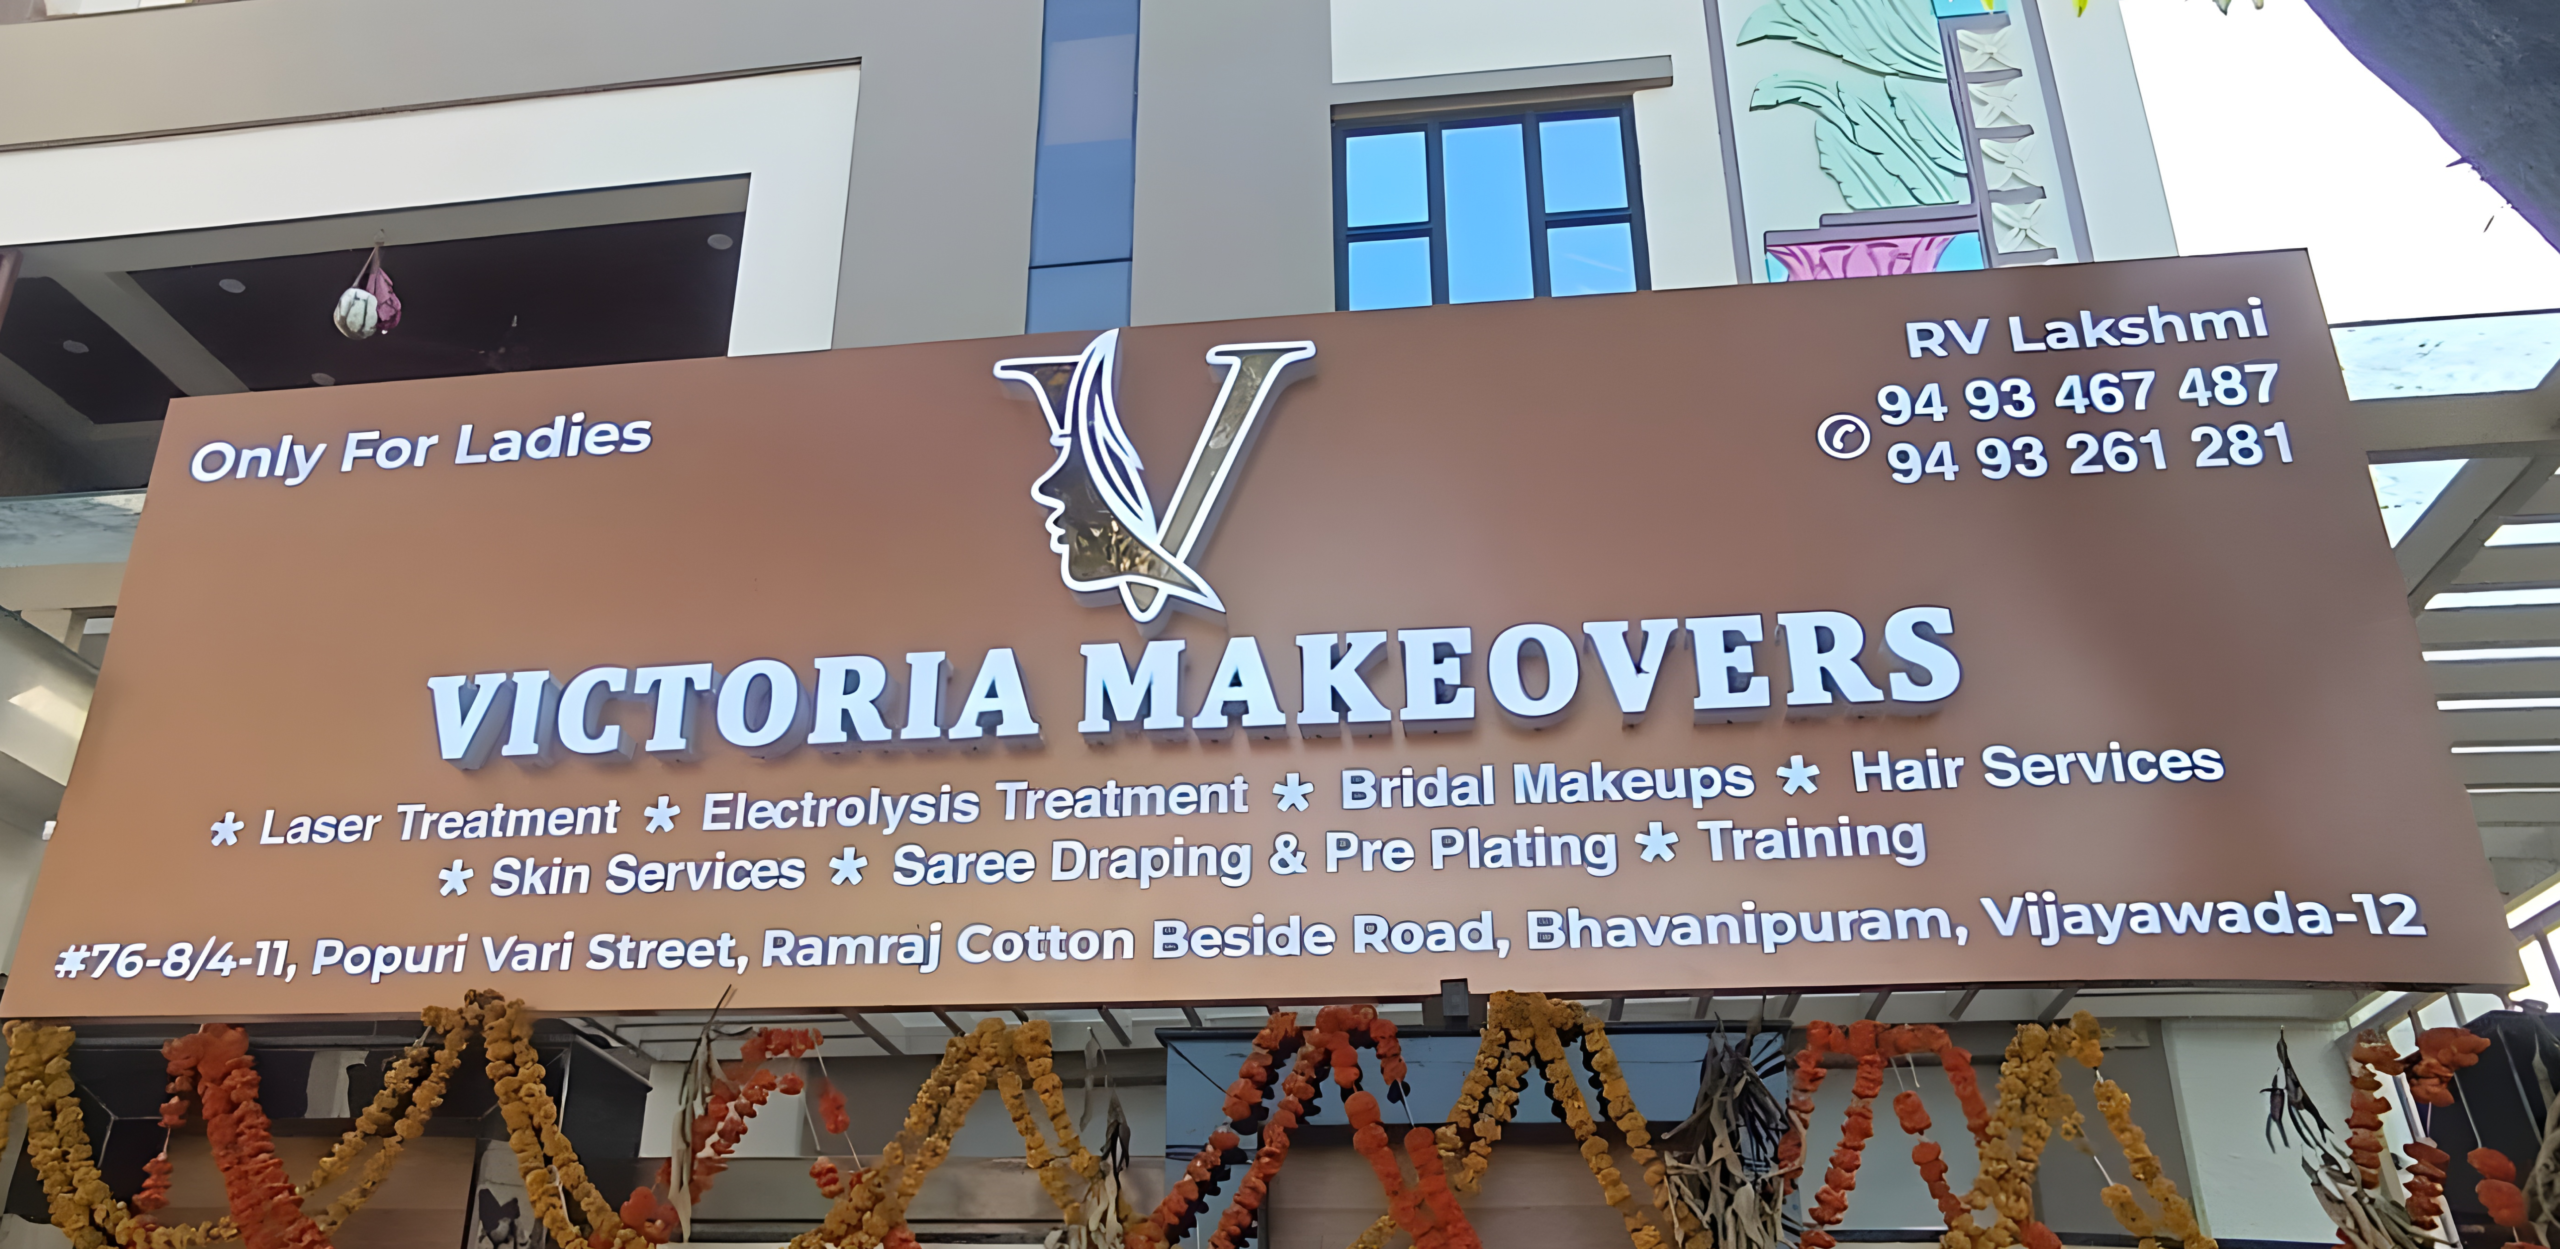 Only For Ladies
RV Lakshmi
94 93 467 487
94 93 261 281
V
VICTORIA MAKEOVERS
* Laser Treatment * Electrolysis Treatment * Bridal Makeups * Hair Services
* Skin Services * Saree Draping & Pre Plating * Training
#76-8/4-11, Popuri Vari Street, Ramraj Cotton Beside Road, Bhavanipuram, Vijayawada-12